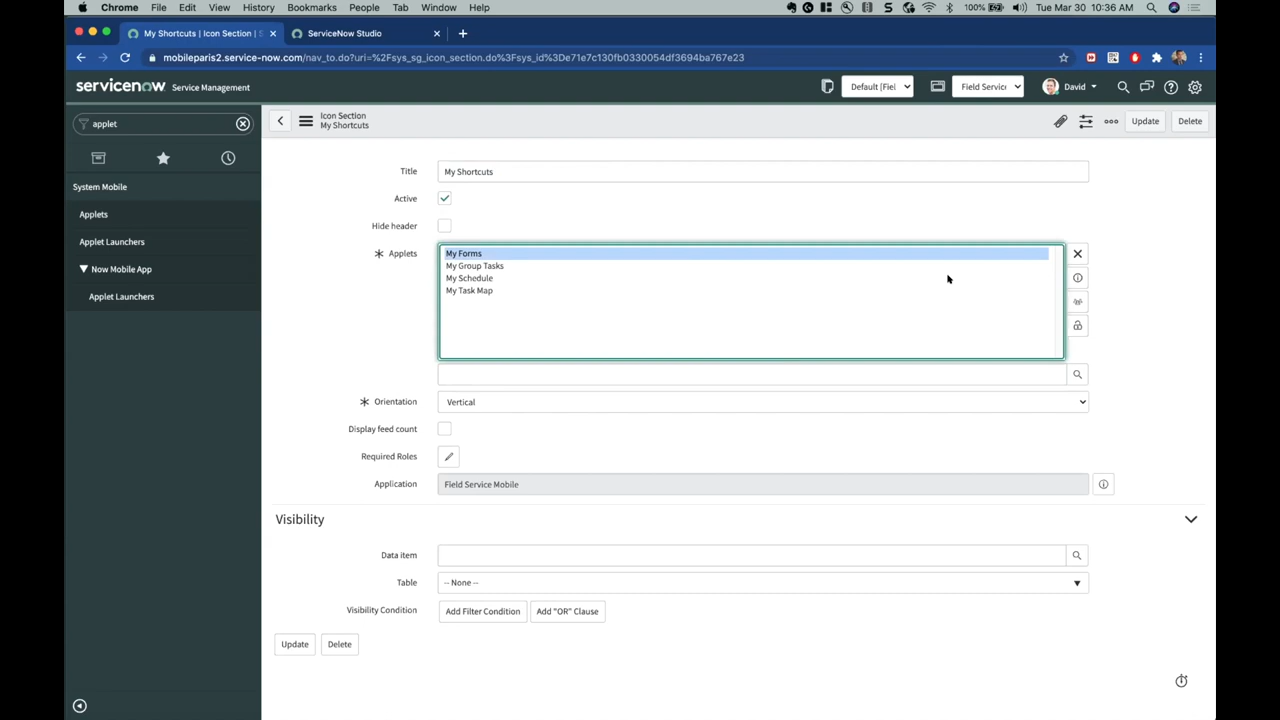 Chrome File Edit View History Bookmarks People Tab Window Help 100% Tue Mar 30 10:36 AM
My Shortcuts | Icon Section | S
ServiceNow Studio
mobileparis2.service-now.com/nav_to.do?uri=%2Fsys_sg_icon_section.do%3Fsys_id%3De71e7c130fb0330054df3694ba767e23
servicenow Service Management
Default [Fiel
Field Servic
David
applet
Icon Section
My Shortcuts
Update
Delete
System Mobile
Applets
Applet Launchers
Now Mobile App
Applet Launchers
Title
My Shortcuts
Active
Hide header
Applets
My Forms
My Group Tasks
My Schedule
My Task Map
Orientation
Vertical
Display feed count
Required Roles
Application
Field Service Mobile
Visibility
Data item
Table
-- None --
Visibility Condition
Add Filter Condition
Add "OR" Clause
Update
Delete